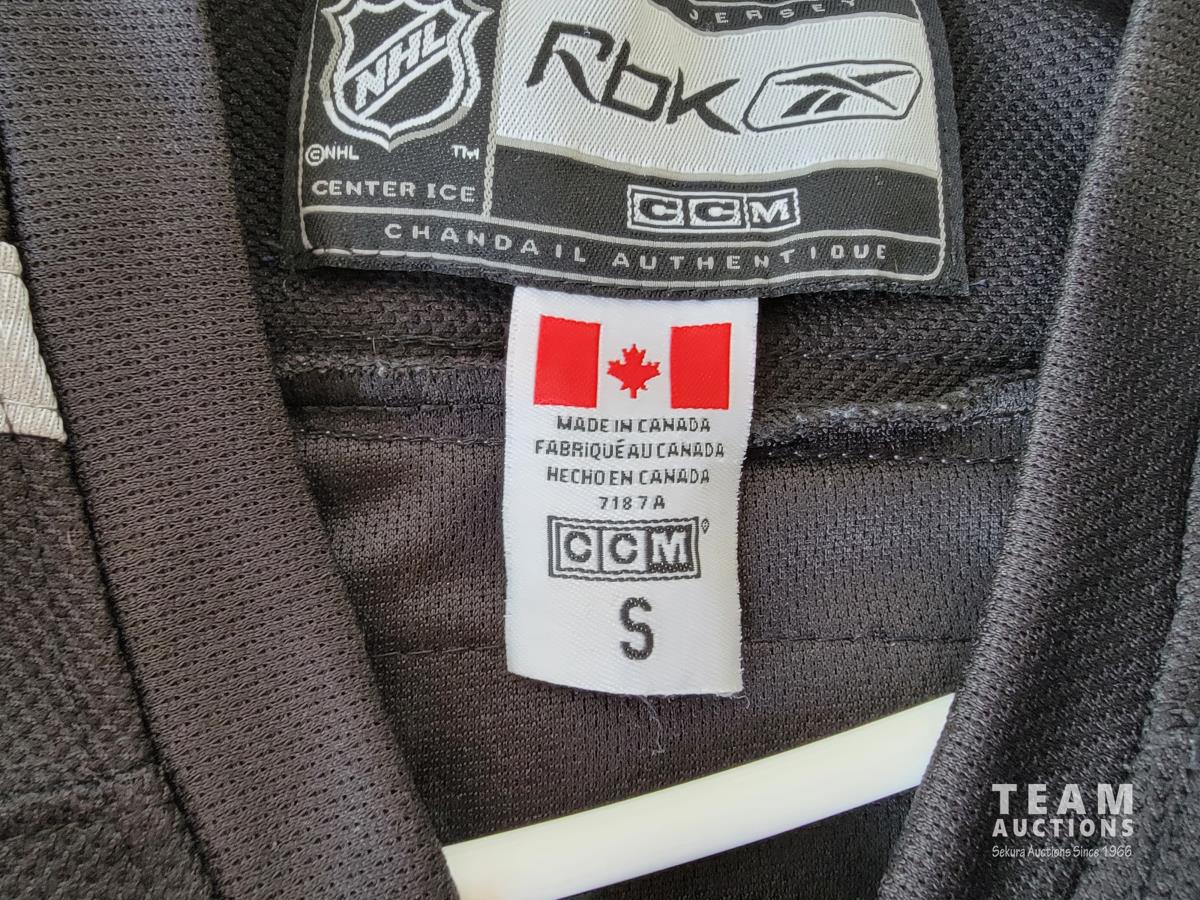 JERSEY
NHL
Rbk
©NHL TM
CENTER ICE
CCM
CHANDAIL AUTHENTIQUE
MADE IN CANADA
FABRIQUÉ AU CANADA
HECHO EN CANADA
7187A
CCM®
S
TEAM
AUCTIONS
Sekura Auctions Since 1966